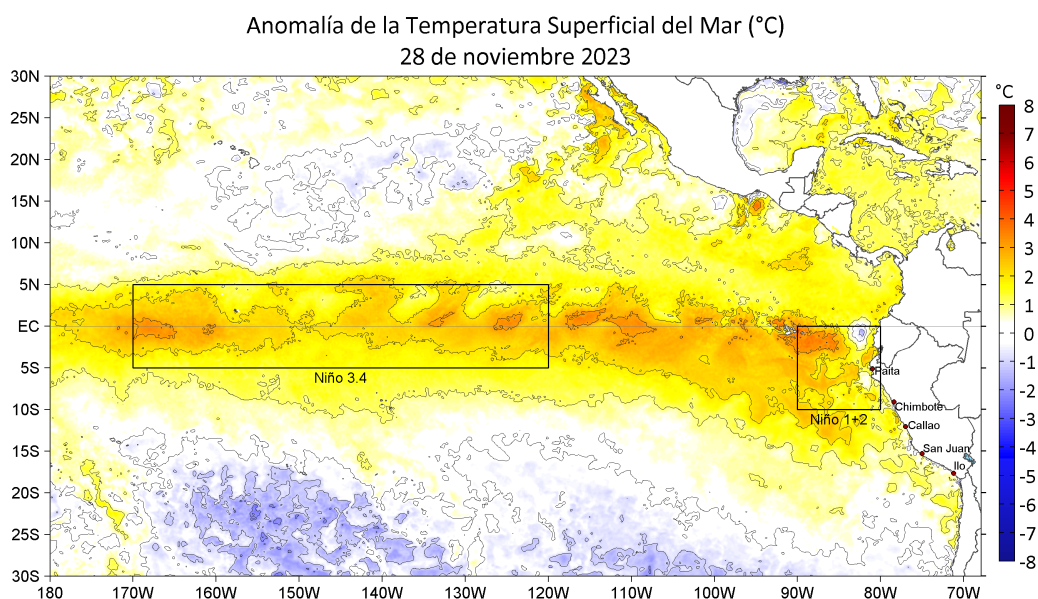 Anomalía de la Temperatura Superficial del Mar (°C)
28 de noviembre 2023
30N
25N
20N
15N
10N
5N
EC
5S
10S
15S
20S
25S
30S
180
170W
160W
150W
140W
130W
120W
110W
100W
90W
80W
70W
Niño 3.4
Niño 1+2
Paita
Chimbote
Callao
San Juan
Ilo
°C
8
7
6
5
4
3
2
1
0
-1
-2
-3
-4
-5
-6
-7
-8